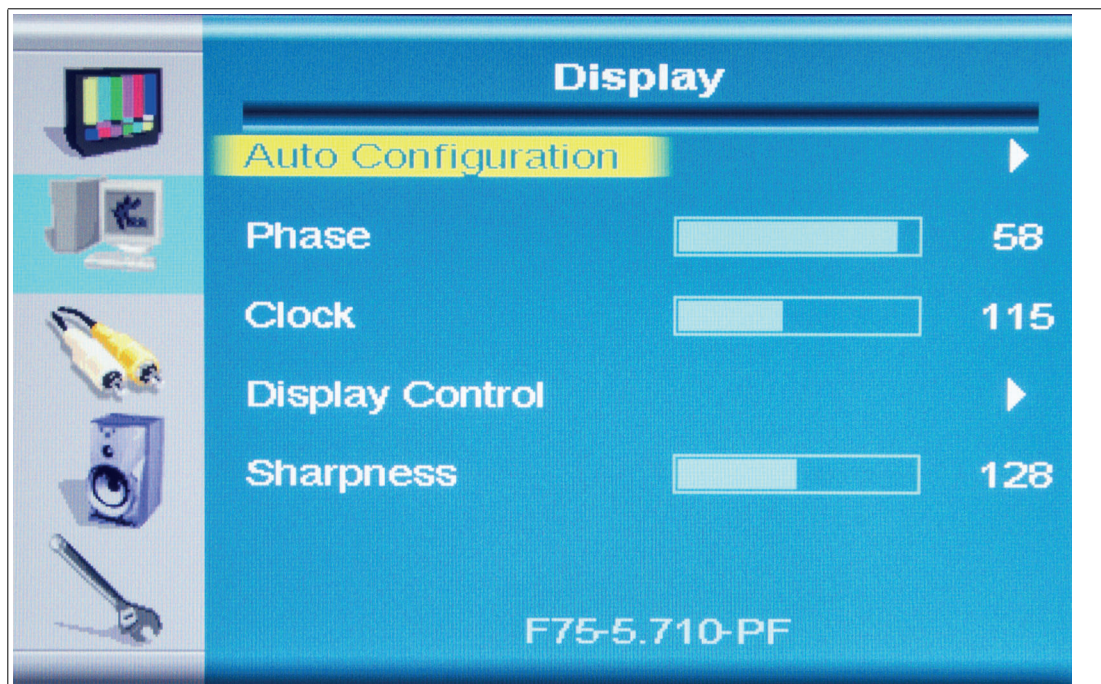 Display
Auto Configuration
Phase 58
Clock 115
Display Control
Sharpness 128
F75-5.710-PF